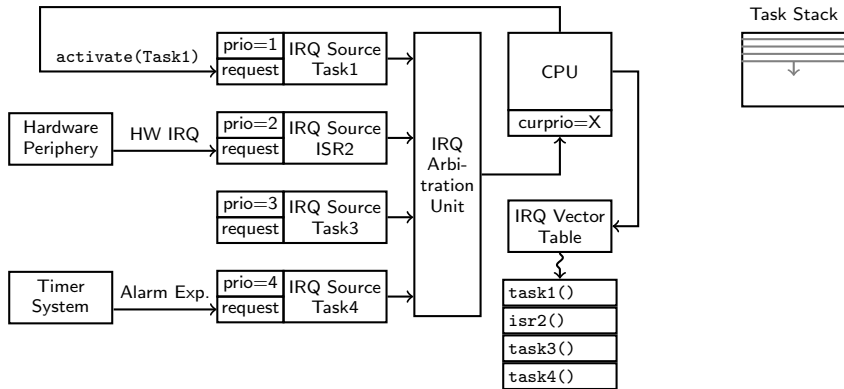 Task Stack
activate(Task1)
prio=1
request
IRQ Source
Task1
CPU
curprio=X
Hardware
Periphery
HW IRQ
prio=2
request
IRQ Source
ISR2
IRQ
Arbi-
tration
Unit
prio=3
request
IRQ Source
Task3
IRQ Vector
Table
Timer
System
Alarm Exp.
prio=4
request
IRQ Source
Task4
task1()
isr2()
task3()
task4()